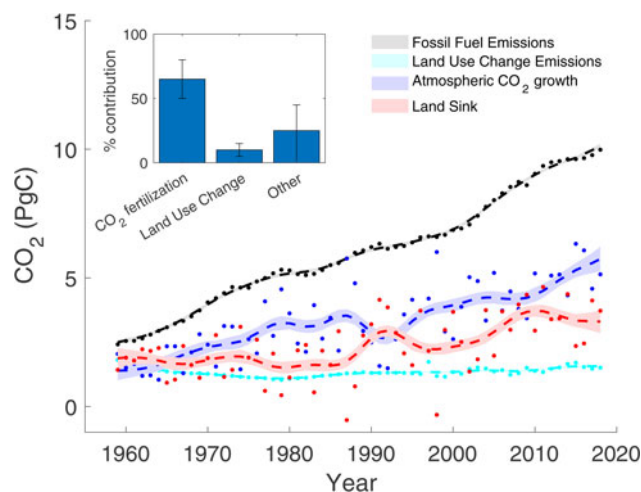 15
10
5
0
CO2 (PgC)
1960
1970
1980
1990
2000
2010
2020
Year
100
50
0
% contribution
CO2 fertilization
Land Use Change
Other
Fossil Fuel Emissions
Land Use Change Emissions
Atmospheric CO2 growth
Land Sink